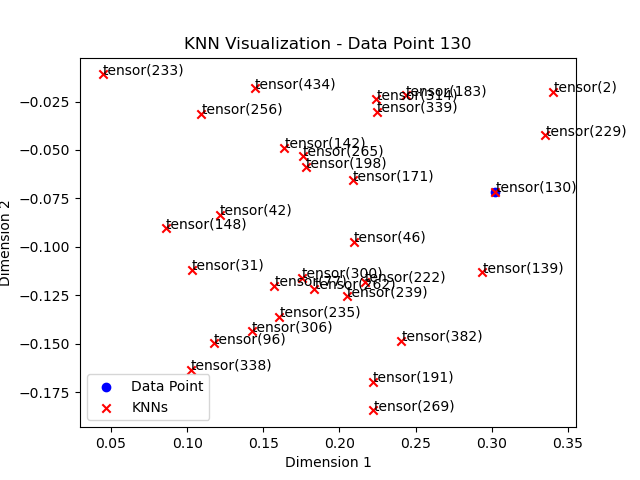 KNN Visualization - Data Point 130
tensor(233)
tensor(434)
tensor(183)
tensor(2)
tensor(314)
tensor(256)
tensor(339)
tensor(229)
tensor(142)
tensor(265)
tensor(198)
tensor(171)
tensor(130)
tensor(42)
tensor(148)
tensor(46)
tensor(31)
tensor(139)
tensor(300)
tensor(222)
tensor(77)
tensor(262)
tensor(239)
tensor(235)
tensor(306)
tensor(96)
tensor(382)
tensor(338)
tensor(191)
tensor(269)
−0.025
−0.050
−0.075
−0.100
−0.125
−0.150
−0.175
Dimension 2
Data Point
KNNs
0.05 0.10 0.15 0.20 0.25 0.30 0.35
Dimension 1